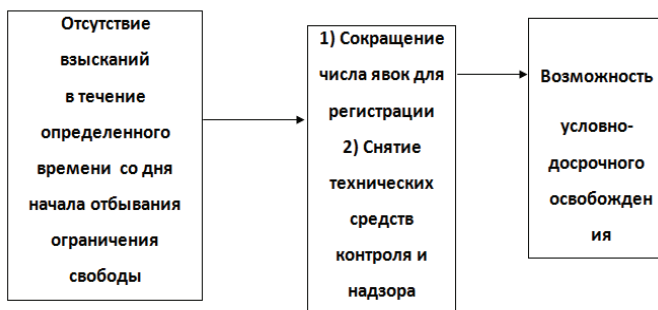 Отсутствие
взысканий
в течение
определенного
времени со дня
начала отбывания
ограничения
свободы
1) Сокращение
числа явок для
регистрации
2) Снятие
технических
средств
контроля и
надзора
Возможность
условно-
досрочного
освобожден
ия